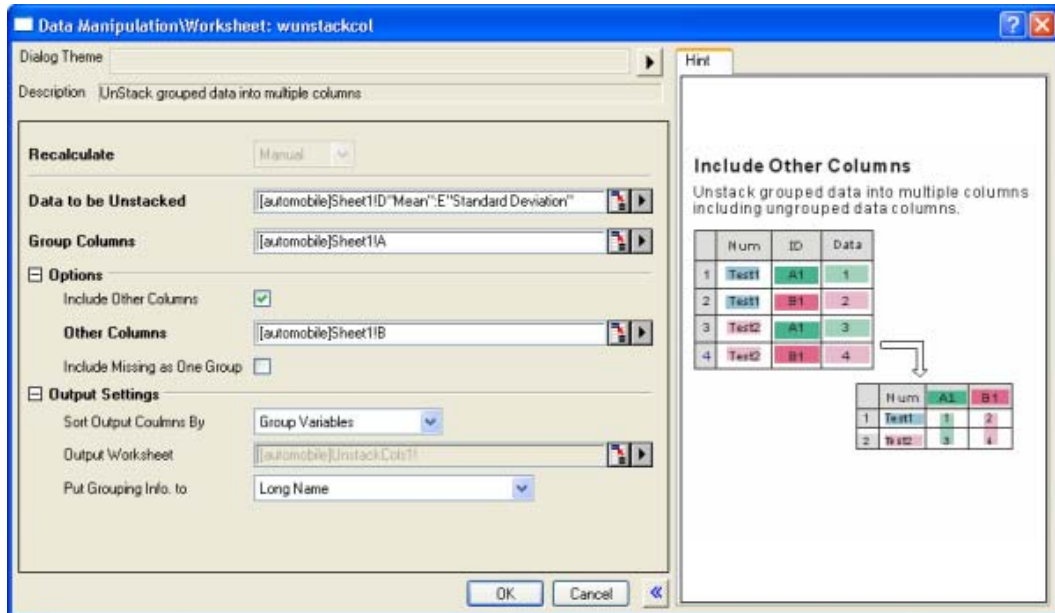 Data Manipulation\Worksheet: wunstackcol
Dialog Theme
Description UnStack grouped data into multiple columns
Recalculate Manual
Data to be Unstacked [automobile]Sheet1!D"Mean":E"Standard Deviation"
Group Columns [automobile]Sheet1!A
Options
Include Other Columns
Other Columns [automobile]Sheet1!B
Include Missing as One Group
Output Settings
Sort Output Coulmns By Group Variables
Output Worksheet [automobile]UnstackCols1!
Put Grouping Info. to Long Name
OK Cancel
Hint
Include Other Columns
Unstack grouped data into multiple columns
including ungrouped data columns.
Num ID Data
1 Test1 A1 1
2 Test1 B1 2
3 Test2 A1 3
4 Test2 B1 4
Num A1 B1
1 Test1 1 2
2 Test2 3 4